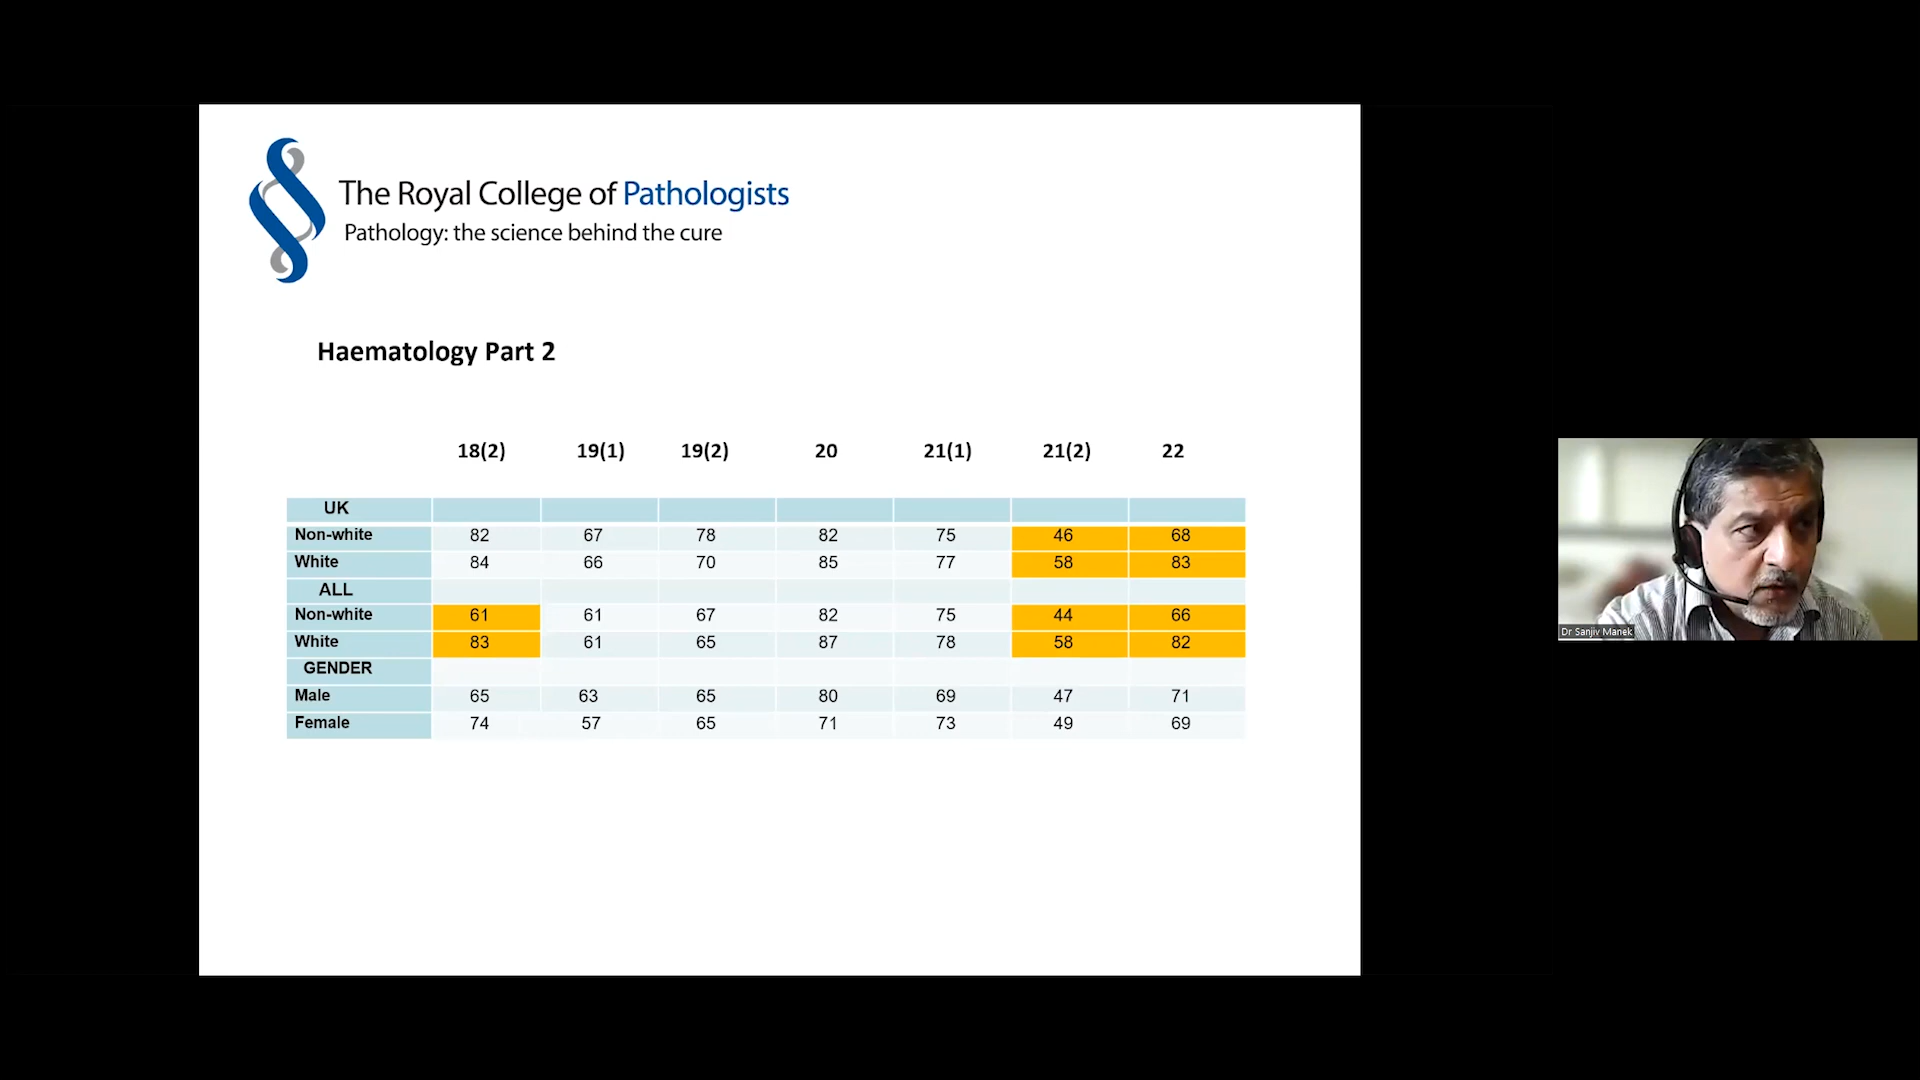 The Royal College of Pathologists
Pathology: the science behind the cure
Haematology Part 2
18(2) 19(1) 19(2) 20 21(1) 21(2) 22
UK
Non-white 82 67 78 82 75 46 68
White 84 66 70 85 77 58 83
ALL
Non-white 61 61 67 82 75 44 66
White 83 61 65 87 78 58 82
GENDER
Male 65 63 65 80 69 47 71
Female 74 57 65 71 73 49 69
Dr Sanjiv Manek